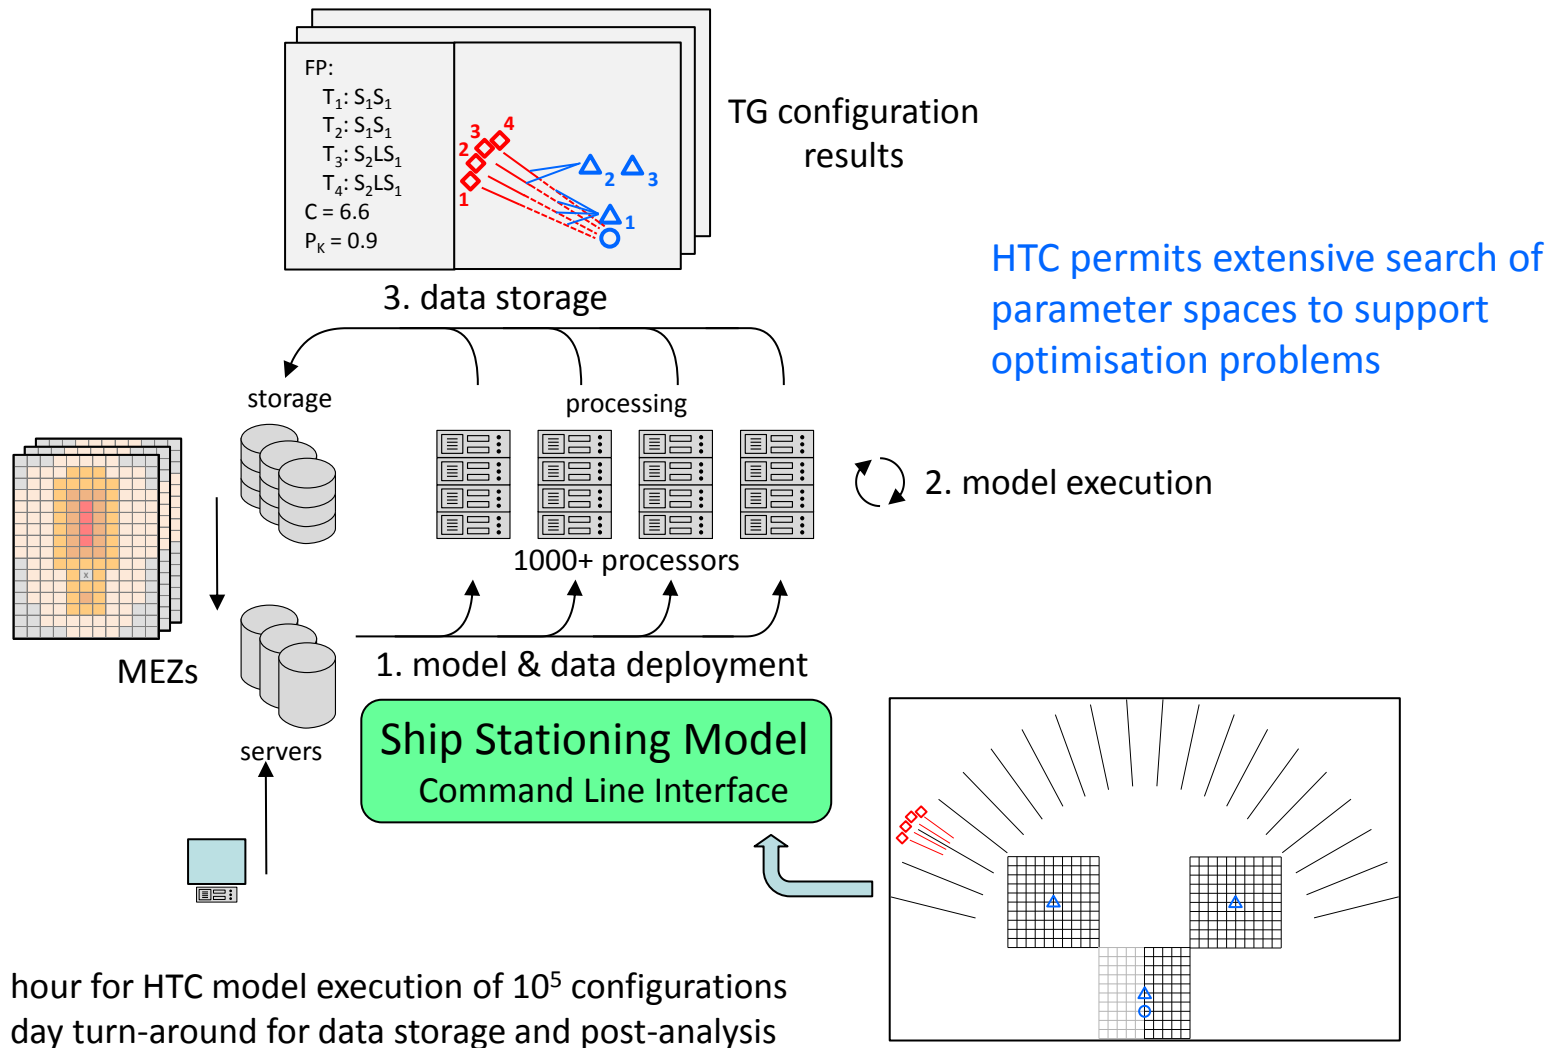 FP:
T₁: S₁S₁
T₂: S₁S₁
T₃: S₂LS₁
T₄: S₂LS₁
C = 6.6
Pₖ = 0.9
4
3
2
1
2
3
1
TG configuration
results
HTC permits extensive search of
parameter spaces to support
optimisation problems
3. data storage
storage
processing
2. model execution
1000+ processors
x
MEZs
1. model & data deployment
servers
Ship Stationing Model
Command Line Interface
hour for HTC model execution of 10⁵ configurations
day turn-around for data storage and post-analysis